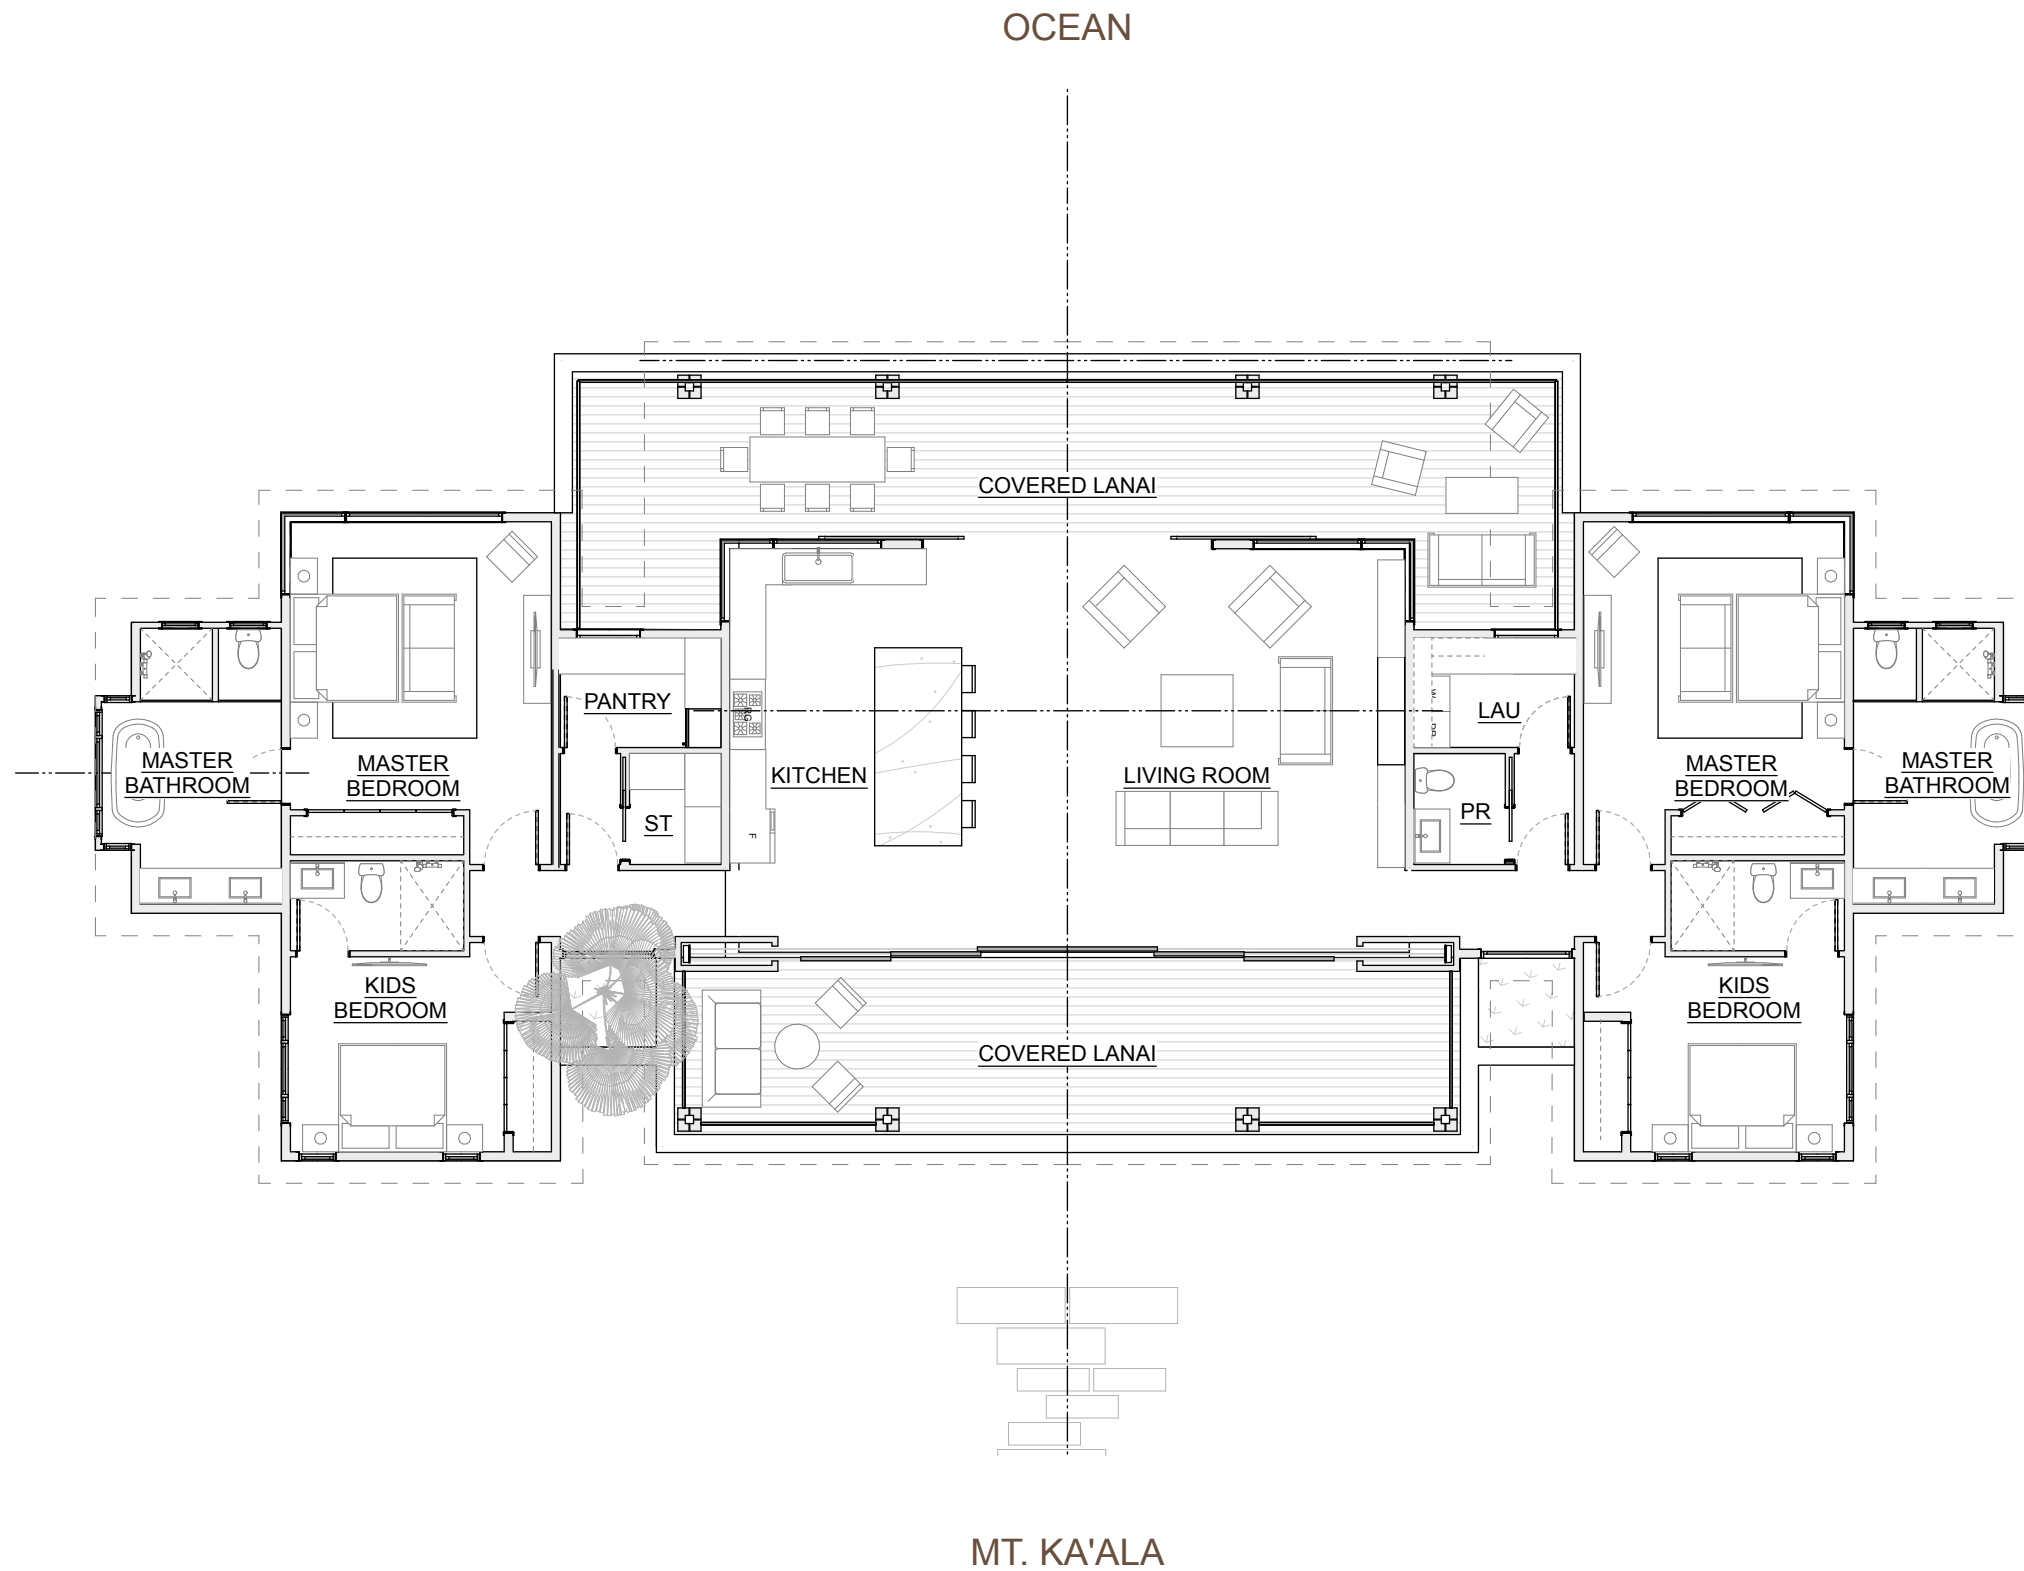 OCEAN
COVERED LANAI
PANTRY
LAU
RG
MASTER
BATHROOM
MASTER
BEDROOM
KITCHEN
LIVING ROOM
MASTER
BEDROOM
MASTER
BATHROOM
ST
PR
F
KIDS
BEDROOM
KIDS
BEDROOM
COVERED LANAI
MT. KA'ALA